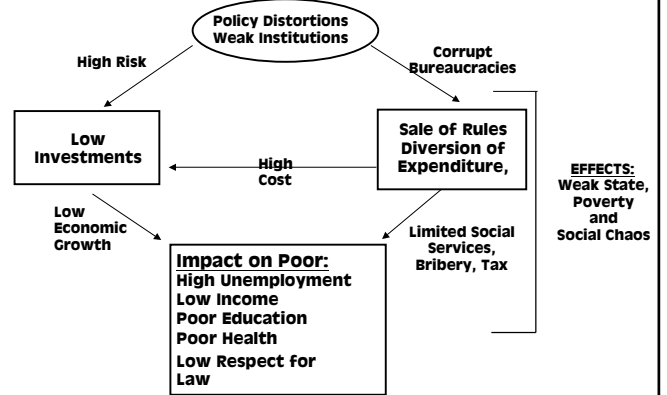 Policy Distortions
Weak Institutions
High Risk
Corrupt
Bureaucracies
Low
Investments
Sale of Rules
Diversion of
Expenditure,
High
Cost
EFFECTS:
Weak State,
Poverty
and
Social Chaos
Low
Economic
Growth
Limited Social
Services,
Bribery, Tax
Impact on Poor:
High Unemployment
Low Income
Poor Education
Poor Health
Low Respect for
Law